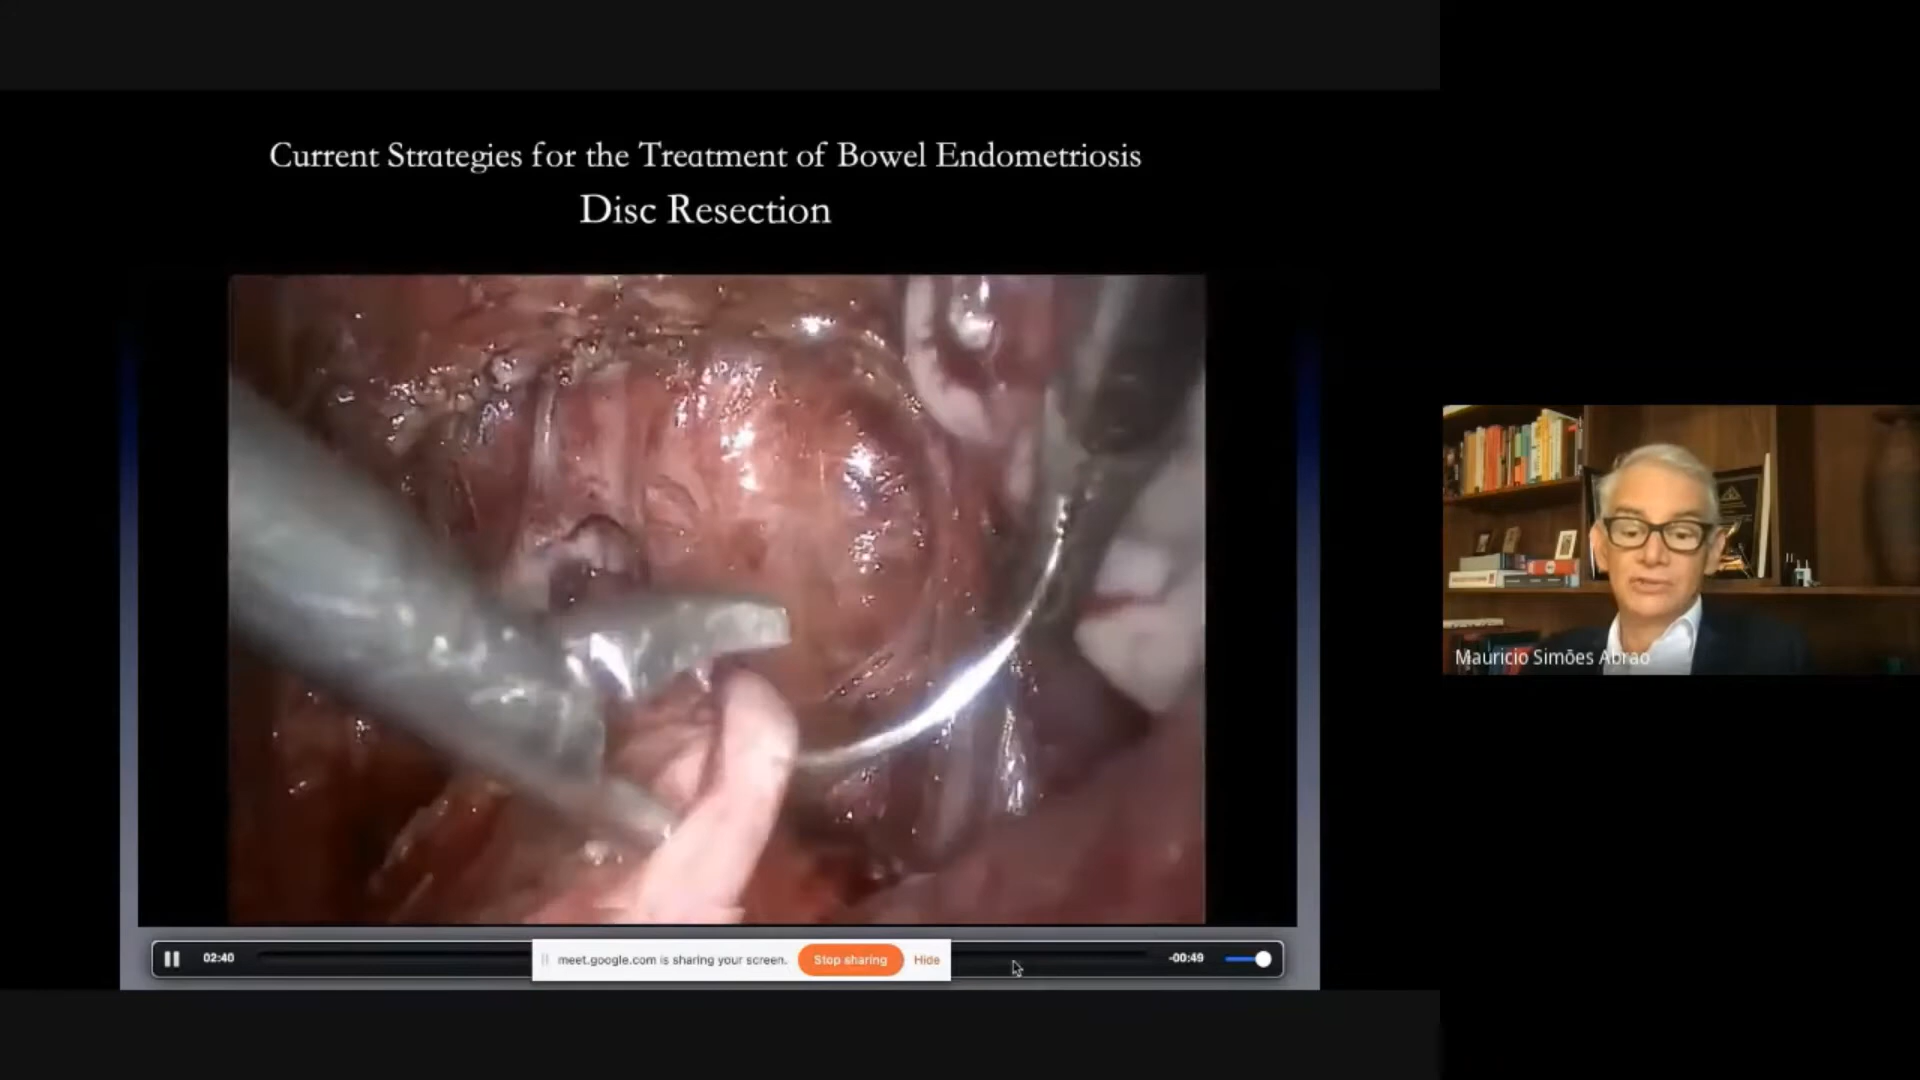 Current Strategies for the Treatment of Bowel Endometriosis
Disc Resection
Mauricio Simões Abrao
02:40
meet.google.com is sharing your screen.
Stop sharing
Hide
-00:49